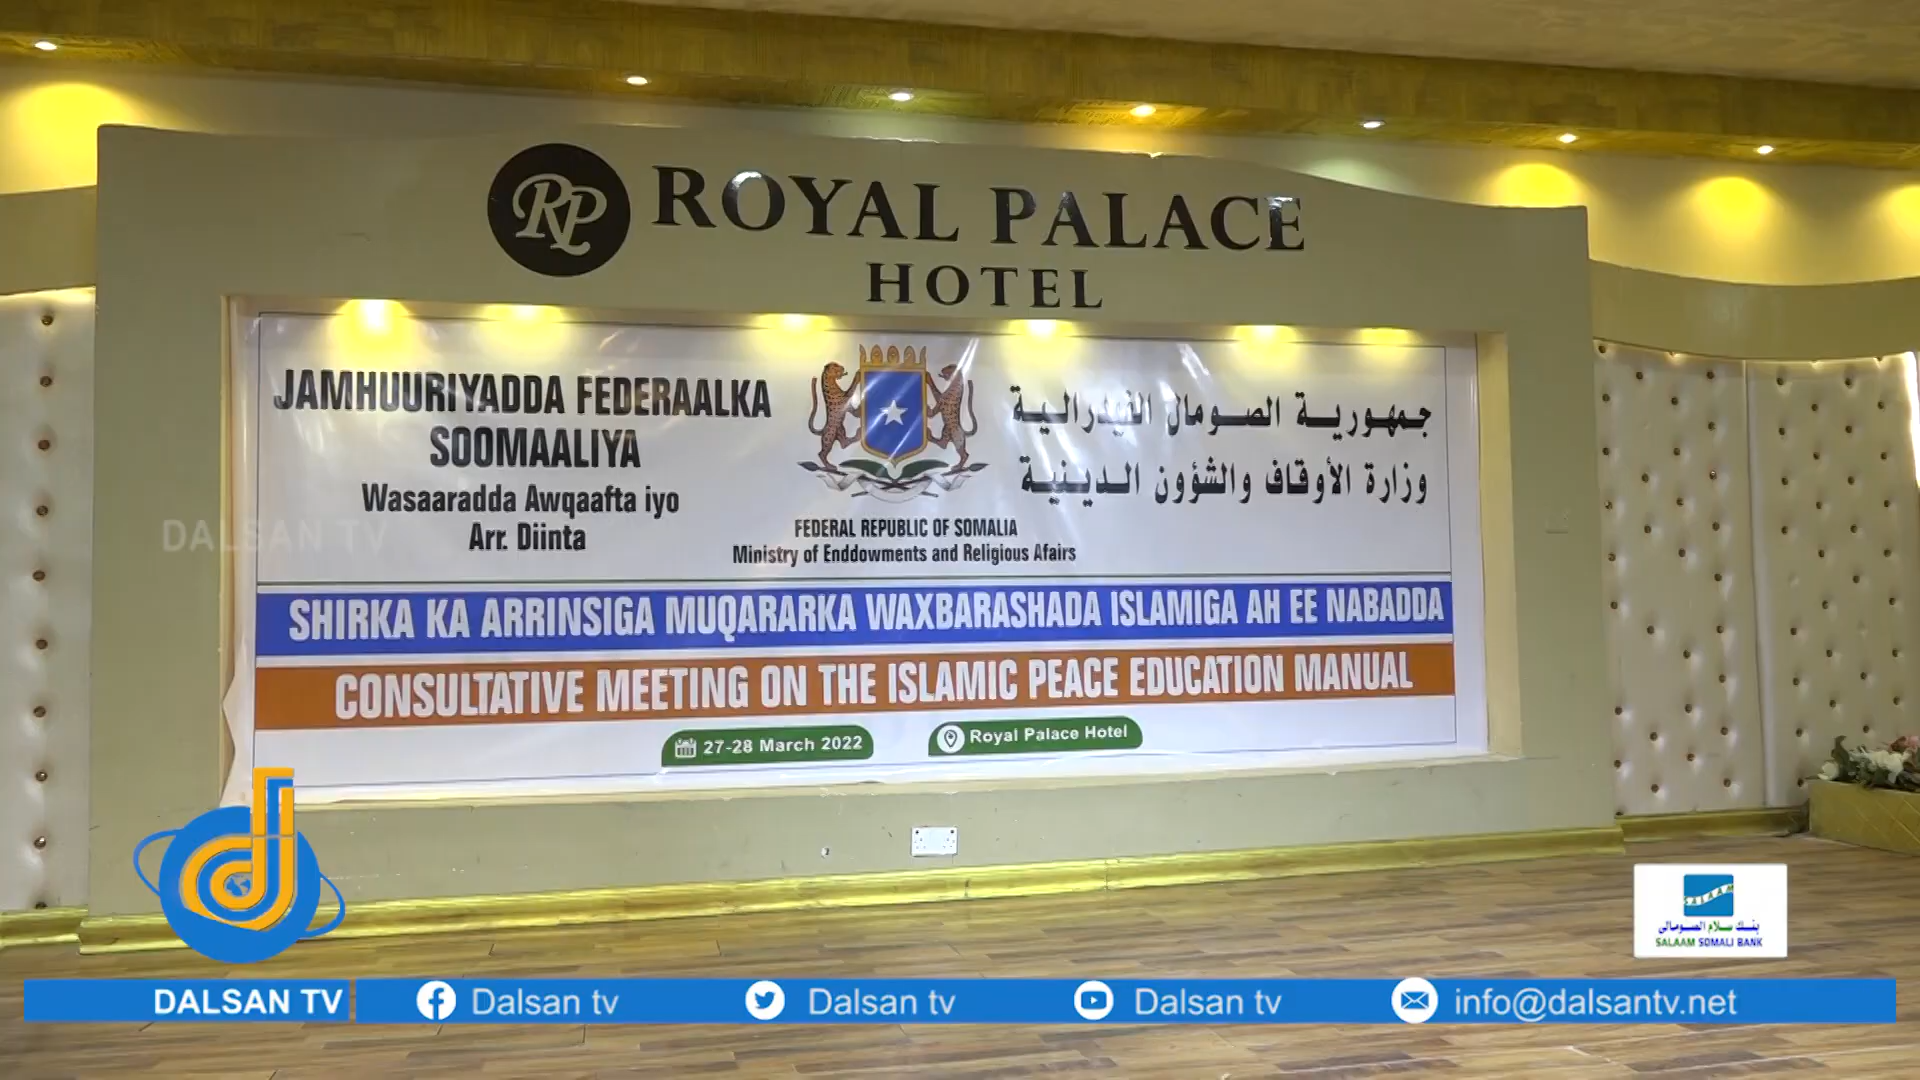 RP ROYAL PALACE
HOTEL
JAMHUURIYADDA FEDERAALKA
SOOMAALIYA
Wasaaradda Awqaafta iyo
Arr. Diinta
جمهورية الصومال الفيدرالية
وزارة الأوقاف والشؤون الدينية
FEDERAL REPUBLIC OF SOMALIA
Ministry of Enddowments and Religious Afairs
DALSAN TV
SHIRKA KA ARRINSIGA MUQARARKA WAXBARASHADA ISLAMIGA AH EE NABADDA
CONSULTATIVE MEETING ON THE ISLAMIC PEACE EDUCATION MANUAL
27-28 March 2022
Royal Palace Hotel
SALAAM
بنك سلام الصومالي
SALAAM SOMALI BANK
DALSAN TV
Dalsan tv
Dalsan tv
Dalsan tv
info@dalsantv.net